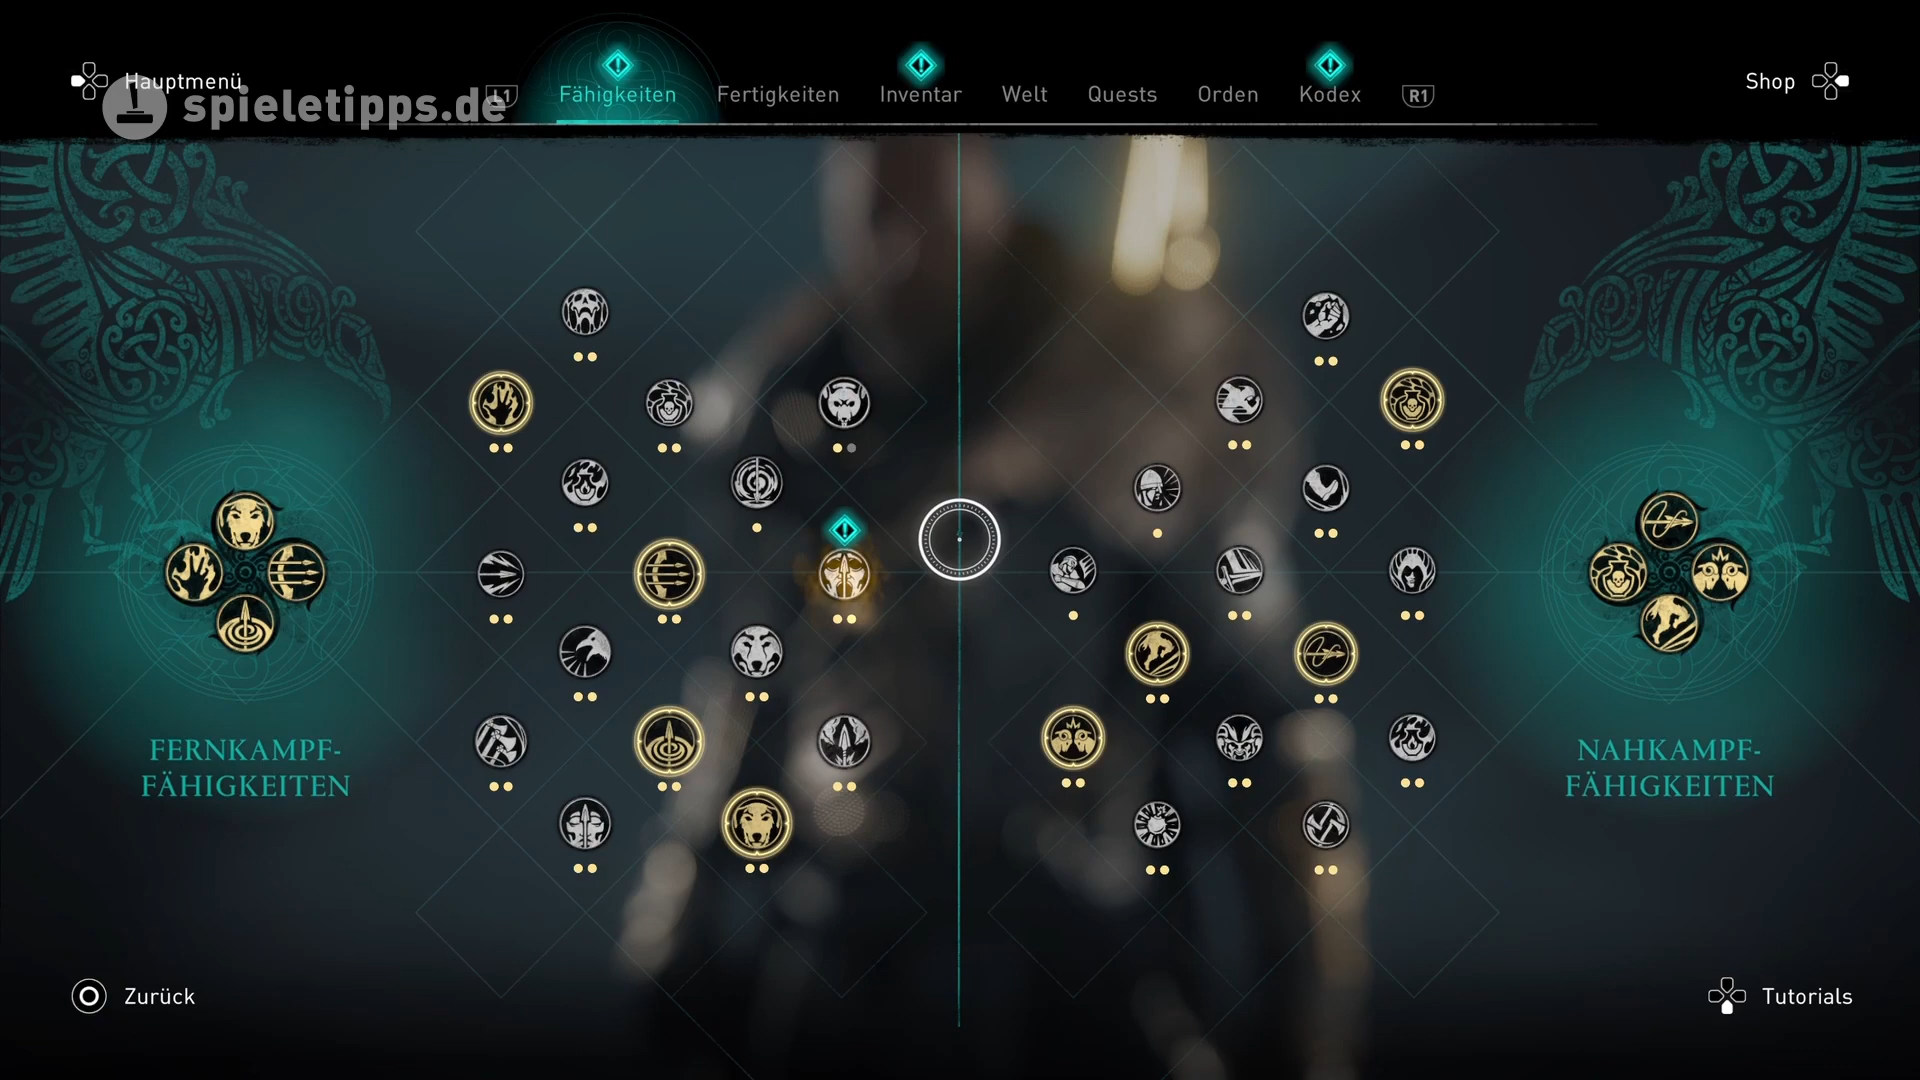 Hauptmenü
spieletipps.de
L1
Fähigkeiten
Fertigkeiten
Inventar
Welt
Quests
Orden
Kodex
R1
Shop
FERNKAMPF-
FÄHIGKEITEN
NAHKAMPF-
FÄHIGKEITEN
Zurück
Tutorials